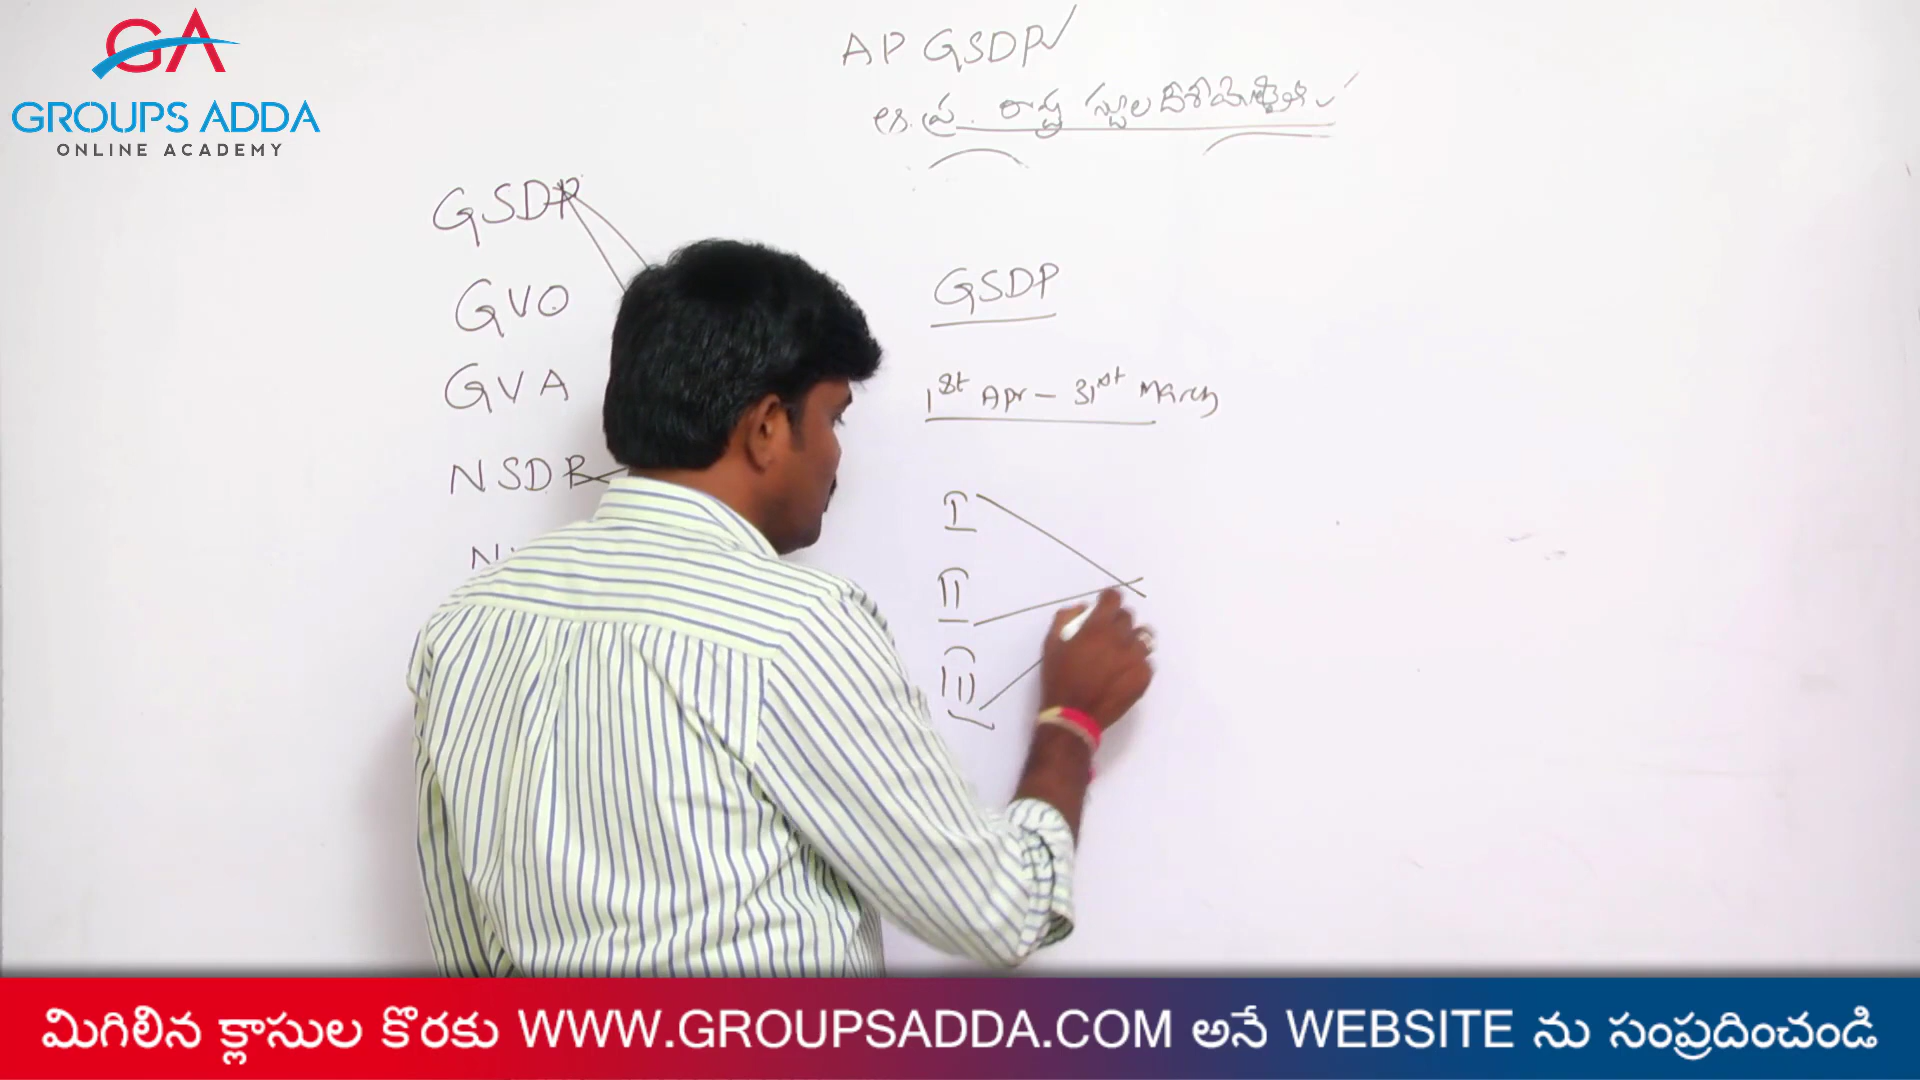 GA
GROUPS ADDA
ONLINE ACADEMY
AP GSDP
ఆం.ప్ర. రాష్ట్ర స్థూల దేశీయోత్పత్తి
GSDP
GVO
GVA
NSDP
GSDP
1st Apr - 31st March
I
II
III
మిగిలిన క్లాసుల కొరకు WWW.GROUPSADDA.COM అనే WEBSITE ను సంప్రదించండి